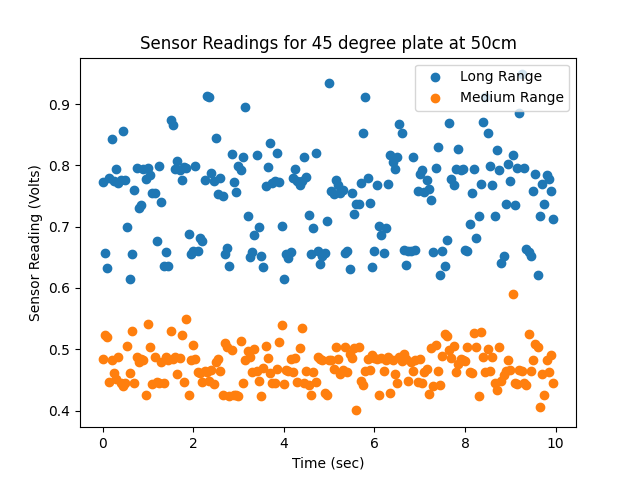 Sensor Readings for 45 degree plate at 50cm
Long Range
Medium Range
Sensor Reading (Volts)
0.9
0.8
0.7
0.6
0.5
0.4
0 2 4 6 8 10
Time (sec)